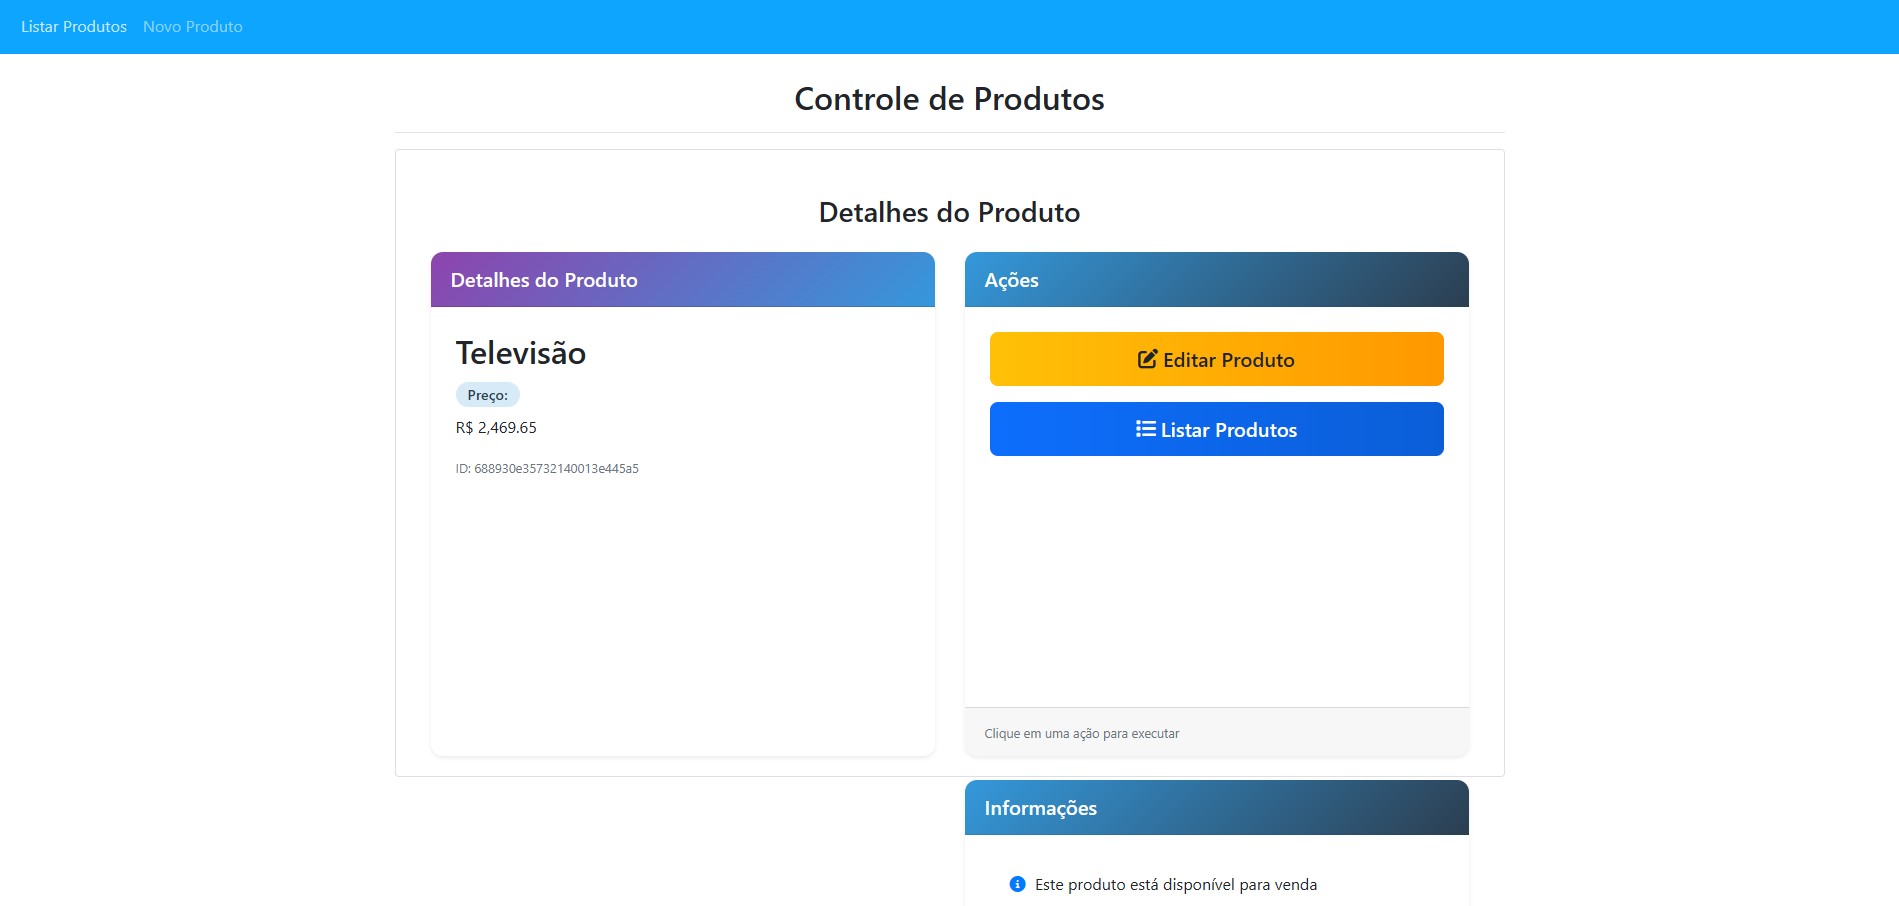 Listar Produtos Novo Produto
Controle de Produtos
Detalhes do Produto
Detalhes do Produto
Televisão
Preço:
R$ 2,469.65
ID: 688930e35732140013e445a5
Ações
Editar Produto
Listar Produtos
Clique em uma ação para executar
Informações
Este produto está disponível para venda